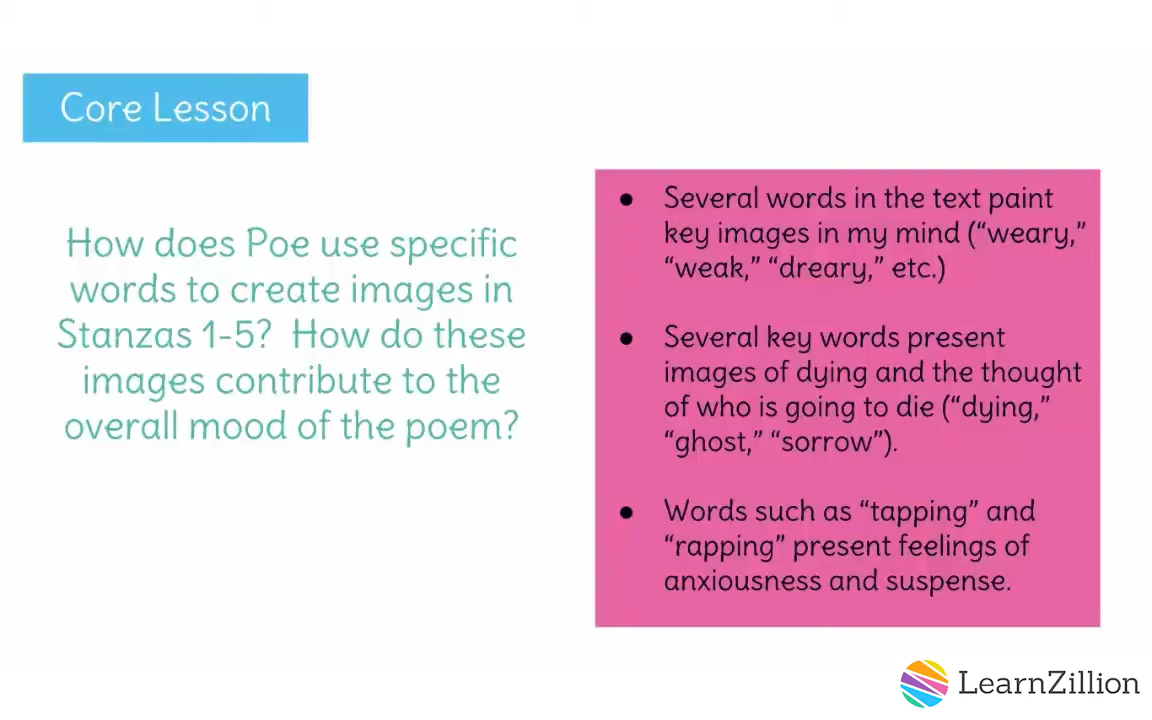 Core Lesson
How does Poe use specific
words to create images in
Stanzas 1-5?  How do these
images contribute to the
overall mood of the poem?
● Several words in the text paint
key images in my mind (“weary,”
“weak,” “dreary,” etc.)
● Several key words present
images of dying and the thought
of who is going to die (“dying,”
“ghost,” “sorrow”).
● Words such as “tapping” and
“rapping” present feelings of
anxiousness and suspense.
LearnZillion